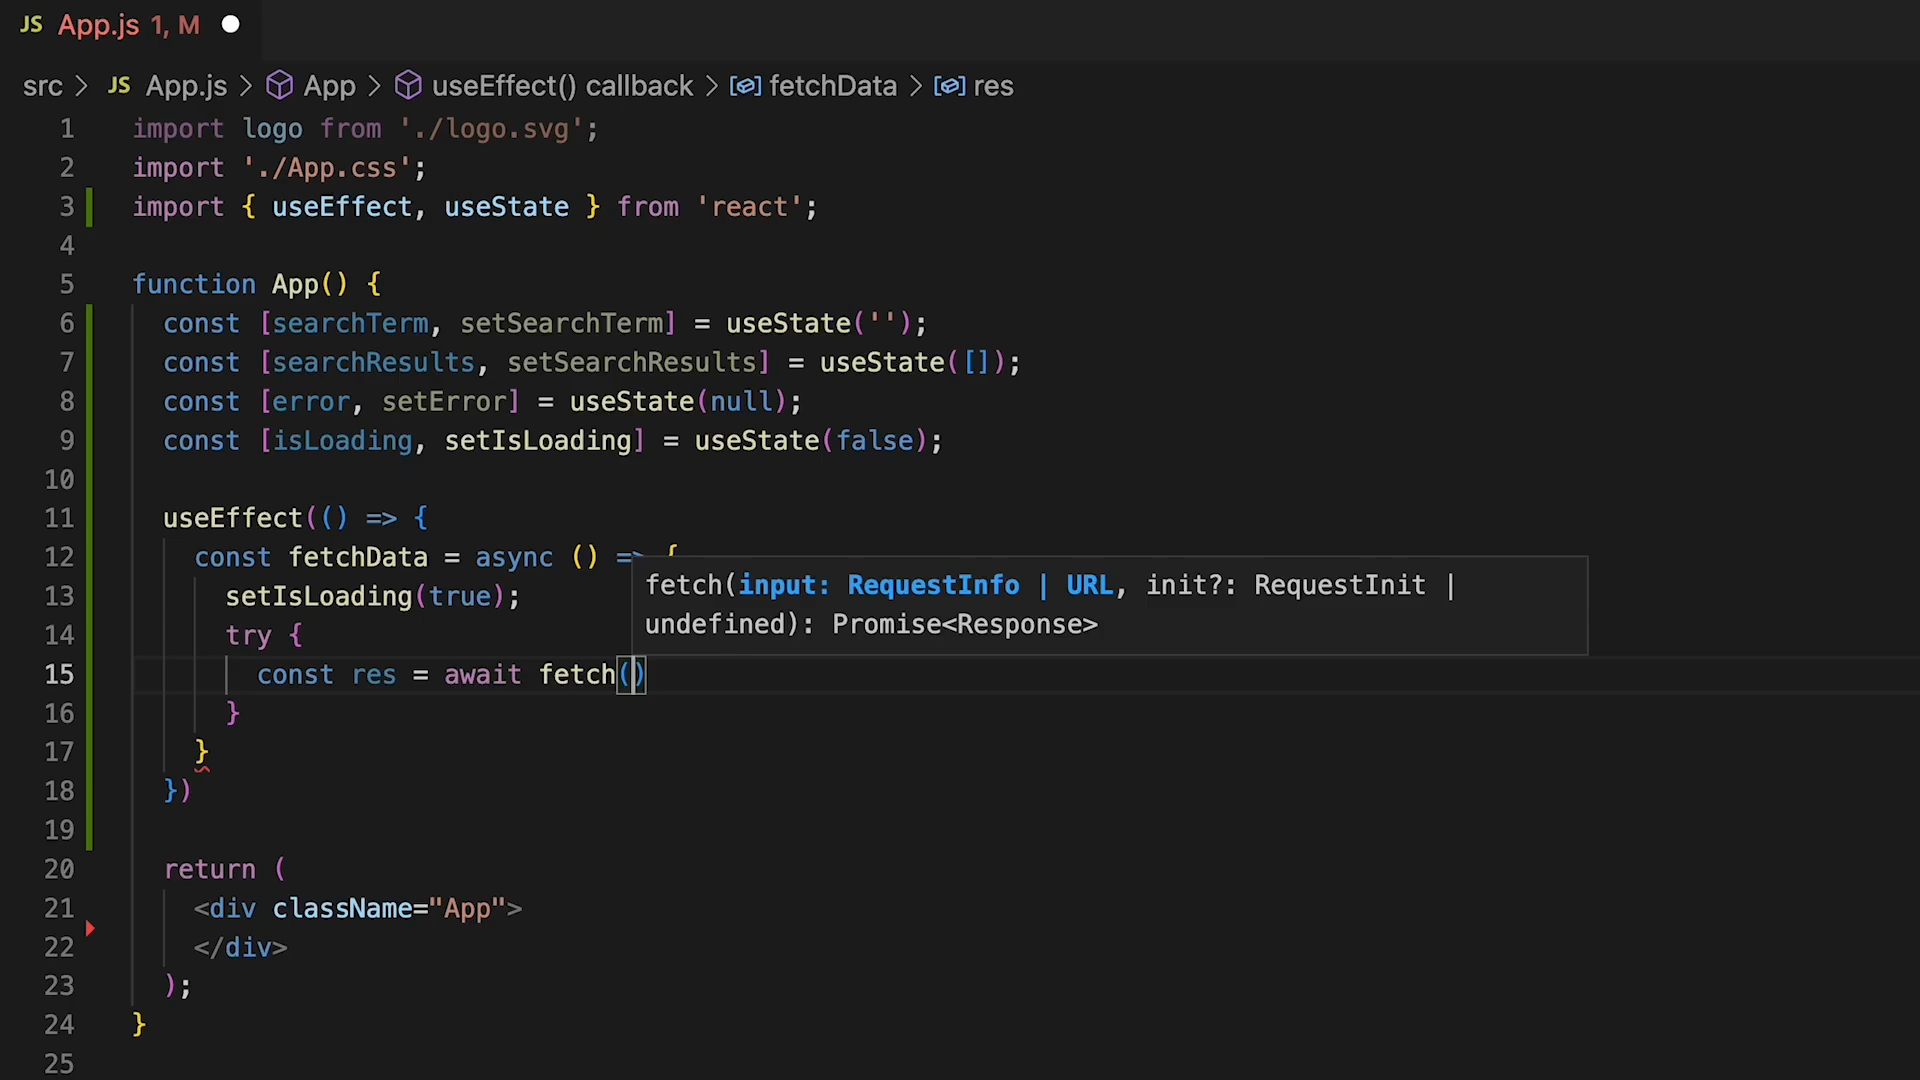 JS App.js 1, M
src > JS App.js > App > useEffect() callback > fetchData > res
1 import logo from './logo.svg';
2 import './App.css';
3 import { useEffect, useState } from 'react';
4
5 function App() {
6 const [searchTerm, setSearchTerm] = useState('');
7 const [searchResults, setSearchResults] = useState([]);
8 const [error, setError] = useState(null);
9 const [isLoading, setIsLoading] = useState(false);
10
11 useEffect(() => {
12 const fetchData = async () => {
fetch(input: RequestInfo | URL, init?: RequestInit |
13 setIsLoading(true);
undefined): Promise<Response>
14 try {
15 const res = await fetch()
16 }
17 }
18 })
19
20 return (
21 <div className="App">
22 </div>
23 );
24 }
25